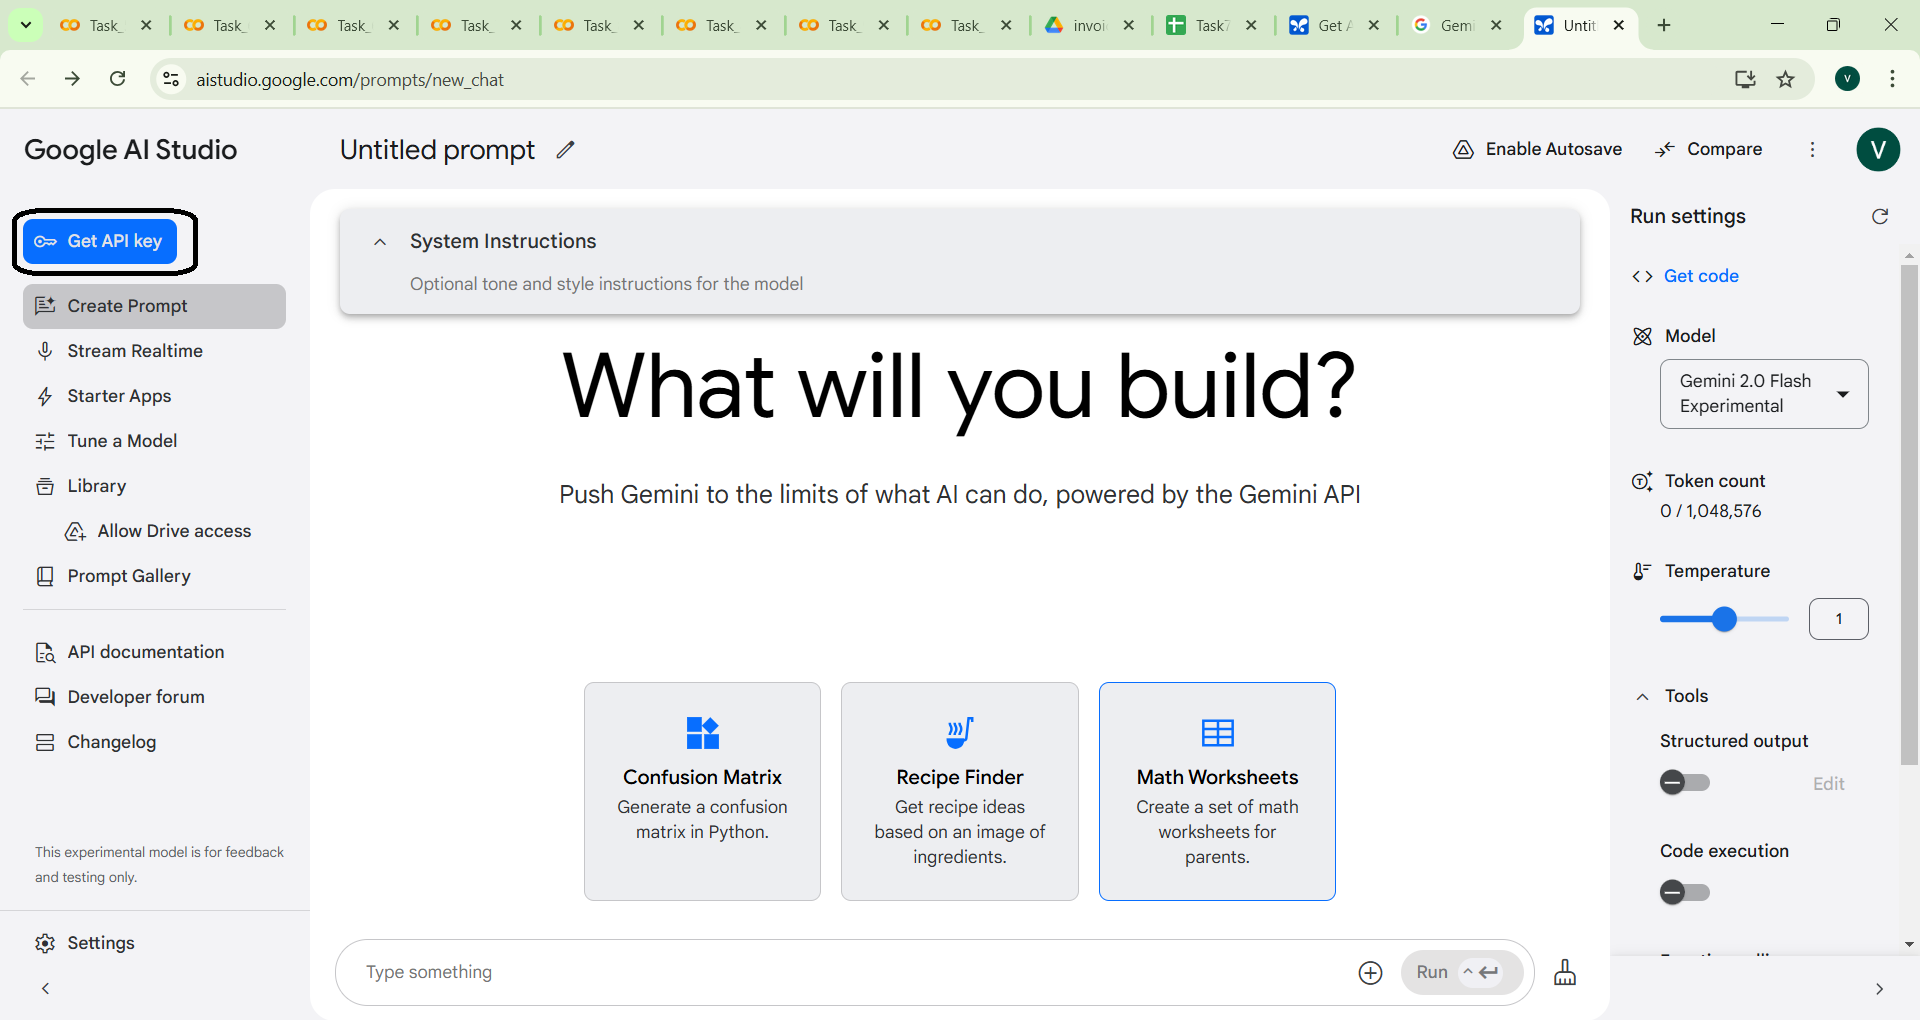 Task_
Task_
Task_
Task_
Task_
Task_
Task_
Task_
invoi
Task7
Get A
Gemi
Untit
aistudio.google.com/prompts/new_chat
V
Google AI Studio
Untitled prompt
Enable Autosave
Compare
V
Get API key
Create Prompt
Stream Realtime
Starter Apps
Tune a Model
Library
Allow Drive access
Prompt Gallery
API documentation
Developer forum
Changelog
This experimental model is for feedback
and testing only.
Settings
System Instructions
Optional tone and style instructions for the model
What will you build?
Push Gemini to the limits of what AI can do, powered by the Gemini API
Confusion Matrix
Generate a confusion
matrix in Python.
Recipe Finder
Get recipe ideas
based on an image of
ingredients.
Math Worksheets
Create a set of math
worksheets for
parents.
Type something
Run
Run settings
Get code
Model
Gemini 2.0 Flash
Experimental
Token count
0 / 1,048,576
Temperature
1
Tools
Structured output
Edit
Code execution